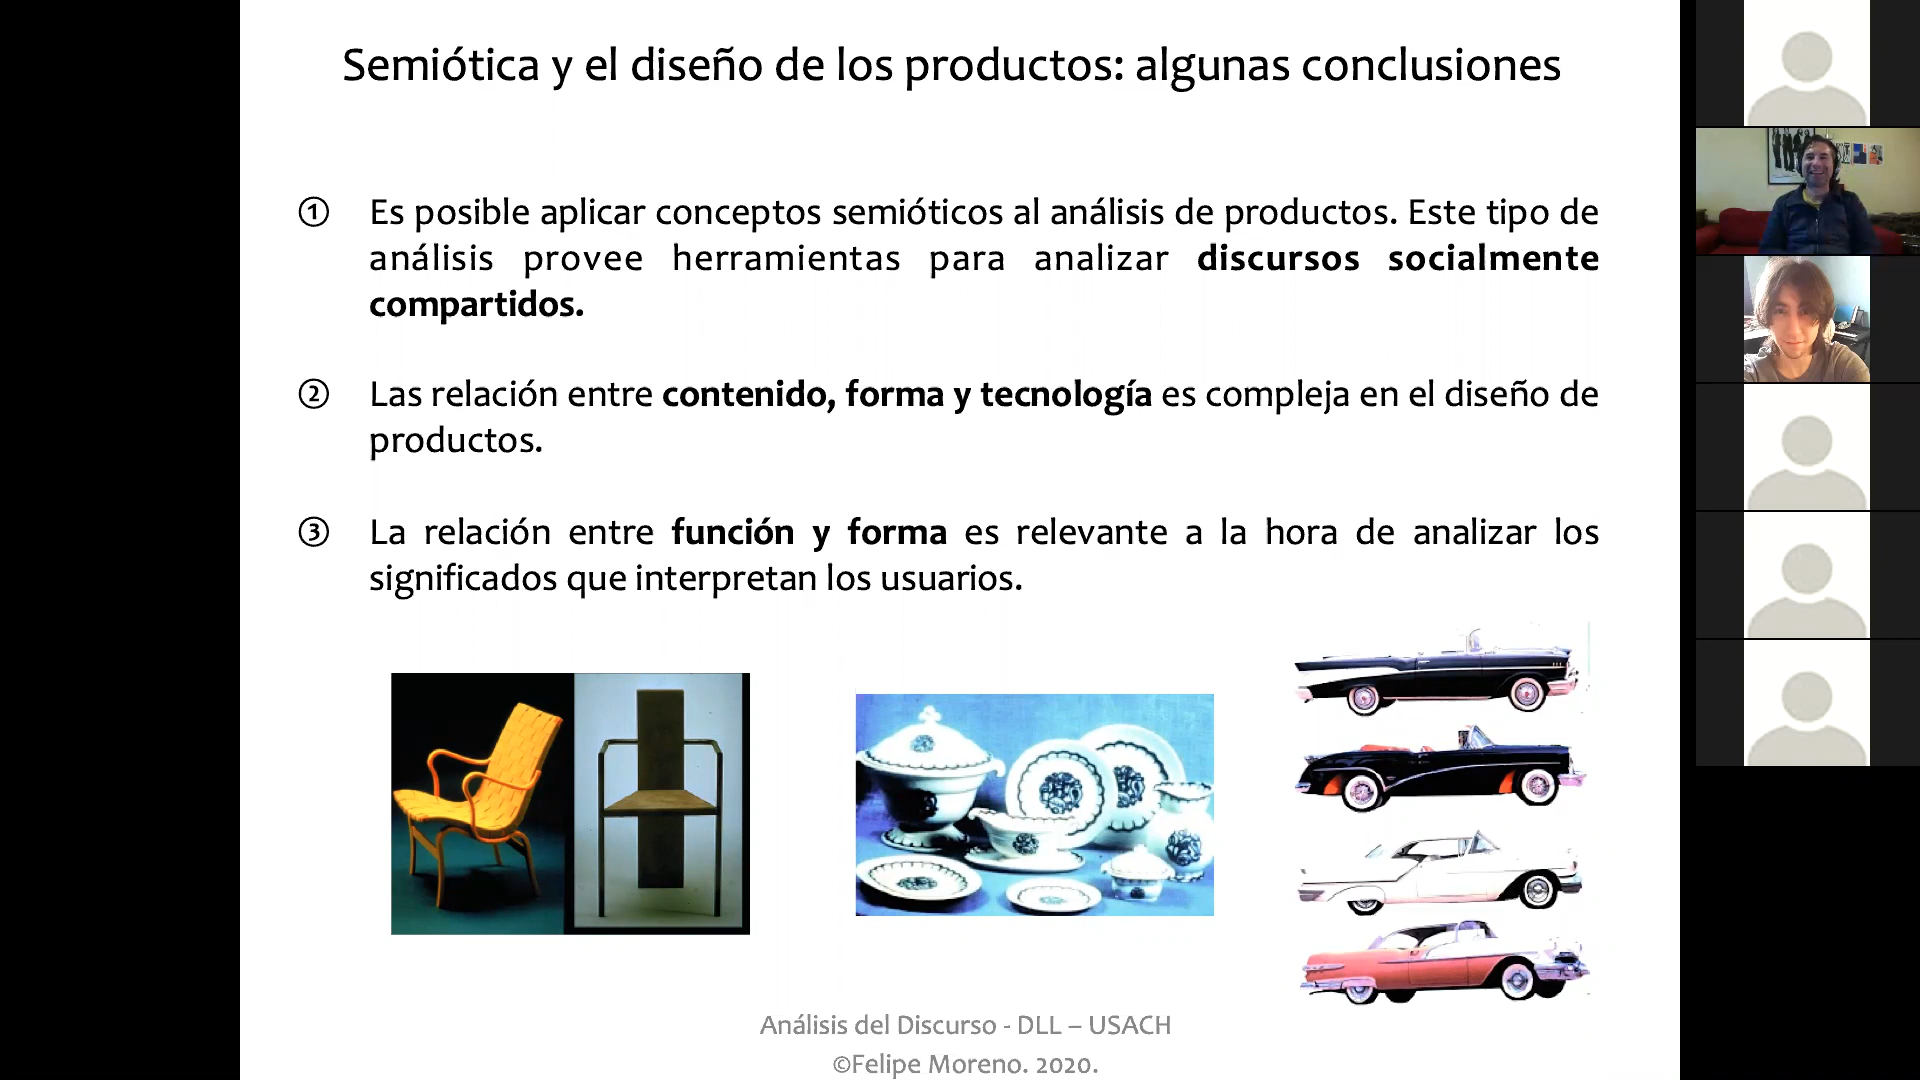 Semiótica y el diseño de los productos: algunas conclusiones
① Es posible aplicar conceptos semióticos al análisis de productos. Este tipo de
análisis provee herramientas para analizar discursos socialmente
compartidos.
② Las relación entre contenido, forma y tecnología es compleja en el diseño de
productos.
③ La relación entre función y forma es relevante a la hora de analizar los
significados que interpretan los usuarios.
Análisis del Discurso - DLL – USACH
©Felipe Moreno. 2020.